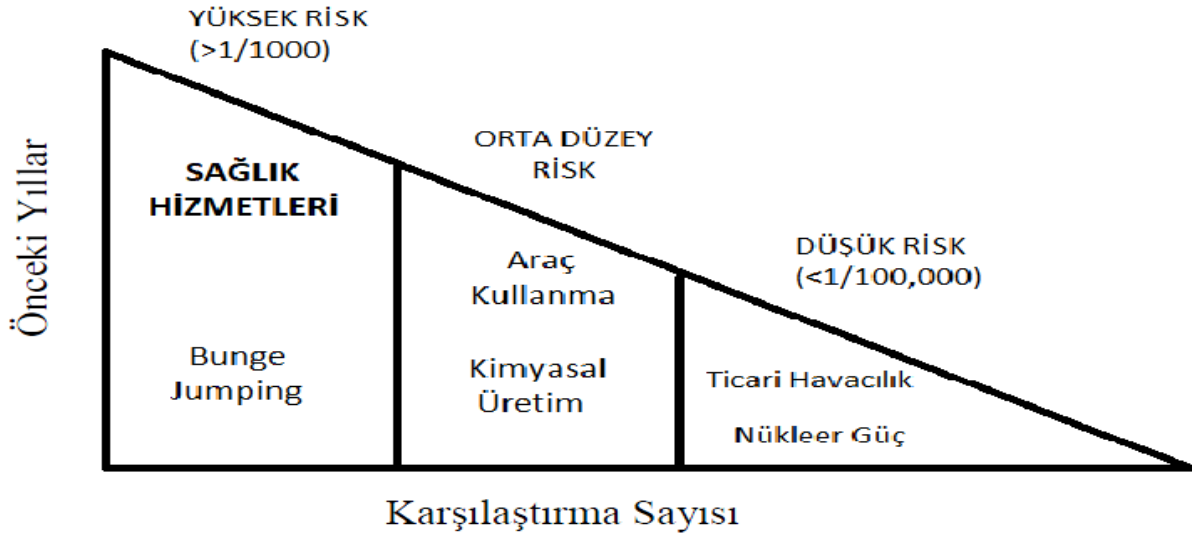 YÜKSEK RİSK
(>1/1000)
ORTA DÜZEY
RİSK
DÜŞÜK RİSK
(<1/100,000)
Önceki Yıllar
SAĞLIK
HİZMETLERİ
Bunge
Jumping
Araç
Kullanma
Kimyasal
Üretim
Ticari Havacılık
Nükleer Güç
Karşılaştırma Sayısı